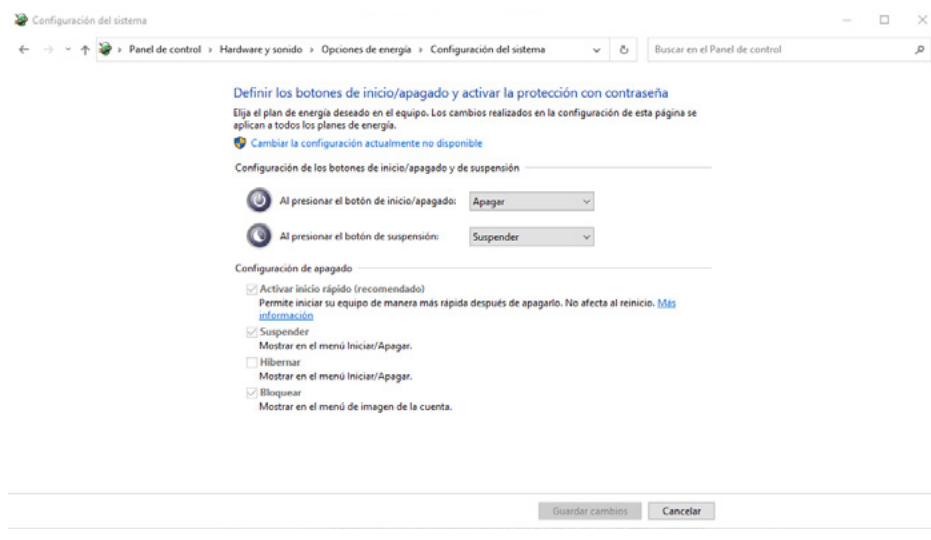 Configuración del sistema
Panel de control › Hardware y sonido › Opciones de energía › Configuración del sistema
Buscar en el Panel de control
Definir los botones de inicio/apagado y activar la protección con contraseña
Elija el plan de energía deseado en el equipo. Los cambios realizados en la configuración de esta página se
aplican a todos los planes de energía.
Cambiar la configuración actualmente no disponible
Configuración de los botones de inicio/apagado y de suspensión
Al presionar el botón de inicio/apagado: Apagar
Al presionar el botón de suspensión: Suspender
Configuración de apagado
Activar inicio rápido (recomendado)
Permite iniciar su equipo de manera más rápida después de apagarlo. No afecta al reinicio. Más
información
Suspender
Mostrar en el menú Iniciar/Apagar.
Hibernar
Mostrar en el menú Iniciar/Apagar.
Bloquear
Mostrar en el menú de imagen de la cuenta.
Guardar cambios Cancelar